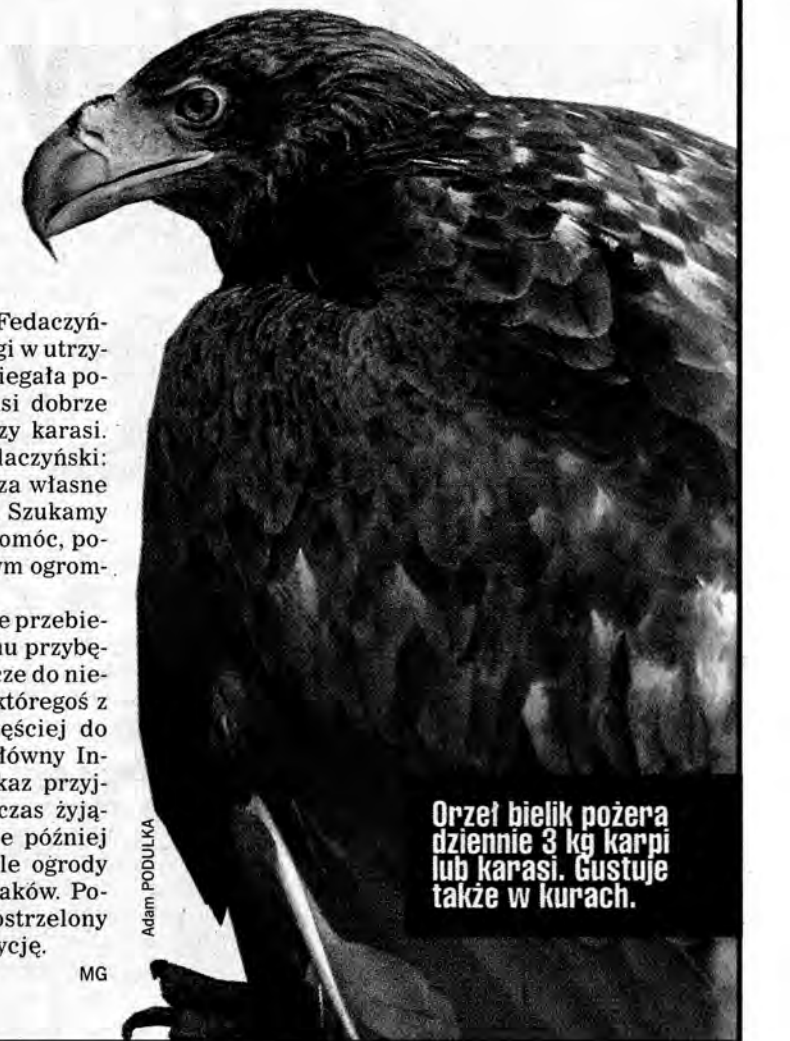 Fedaczyń-
gi w utrzy-
iegała po-
si dobrze
zy karasi.
laczyński:
za własne
Szukamy
omóc, po-
ym ogrom-
e przebie-
nu przybę-
cze do nie-
któregoś z
ęściej do
łówny In-
kaz przyj-
czas żyją-
e później
le ogrody
aków. Po-
ostrzelony
ycję.
MG
Adam PODULKA
Orzeł bielik pożera
dziennie 3 kg karpi
lub karasi. Gustuje
także w kurach.